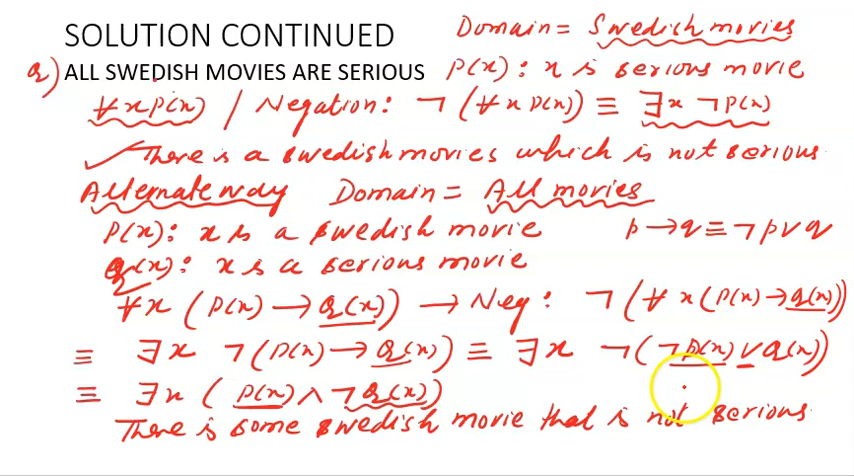 SOLUTION CONTINUED
Domain = Swedish movies
Q) ALL SWEDISH MOVIES ARE SERIOUS
P(x): x is serious movie
∀x P(x) / Negation: ¬(∀x P(x)) ≡ ∃x ¬P(x)
There is a swedish movies which is not serious
Alternate way Domain = All movies
P(x): x is a swedish movie p → q ≡ ¬p ∨ q
Q(x): x is a serious movie
∀x (P(x) → Q(x)) → Neg: ¬(∀x (P(x) → Q(x)))
≡ ∃x ¬(P(x) → Q(x)) ≡ ∃x ¬(¬P(x) ∨ Q(x))
≡ ∃x (P(x) ∧ ¬Q(x))
There is some swedish movie that is not serious